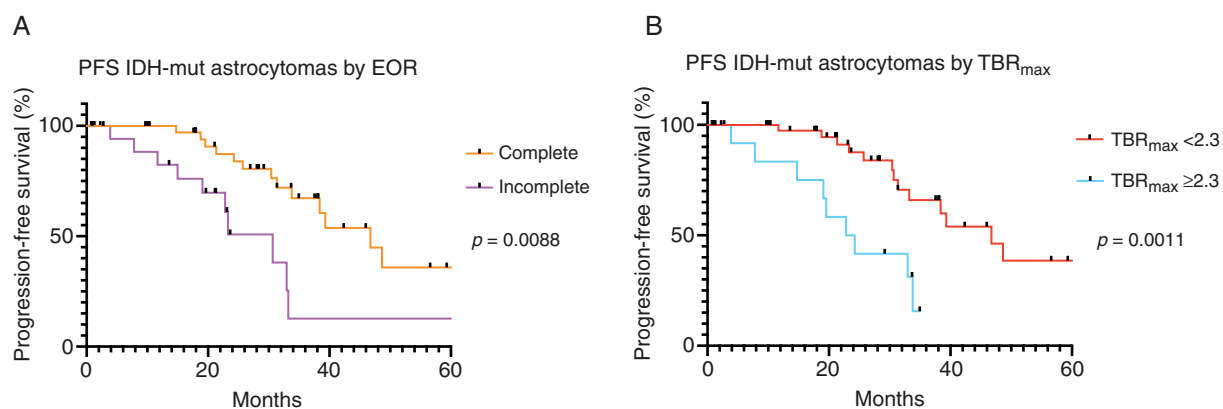 A
PFS IDH-mut astrocytomas by EOR
Progression-free survival (%)
100
50
0
0 20 40 60
Months
Complete
Incomplete
p = 0.0088
B
PFS IDH-mut astrocytomas by TBRmax
Progression-free survival (%)
100
50
0
0 20 40 60
Months
TBRmax <2.3
TBRmax ≥2.3
p = 0.0011